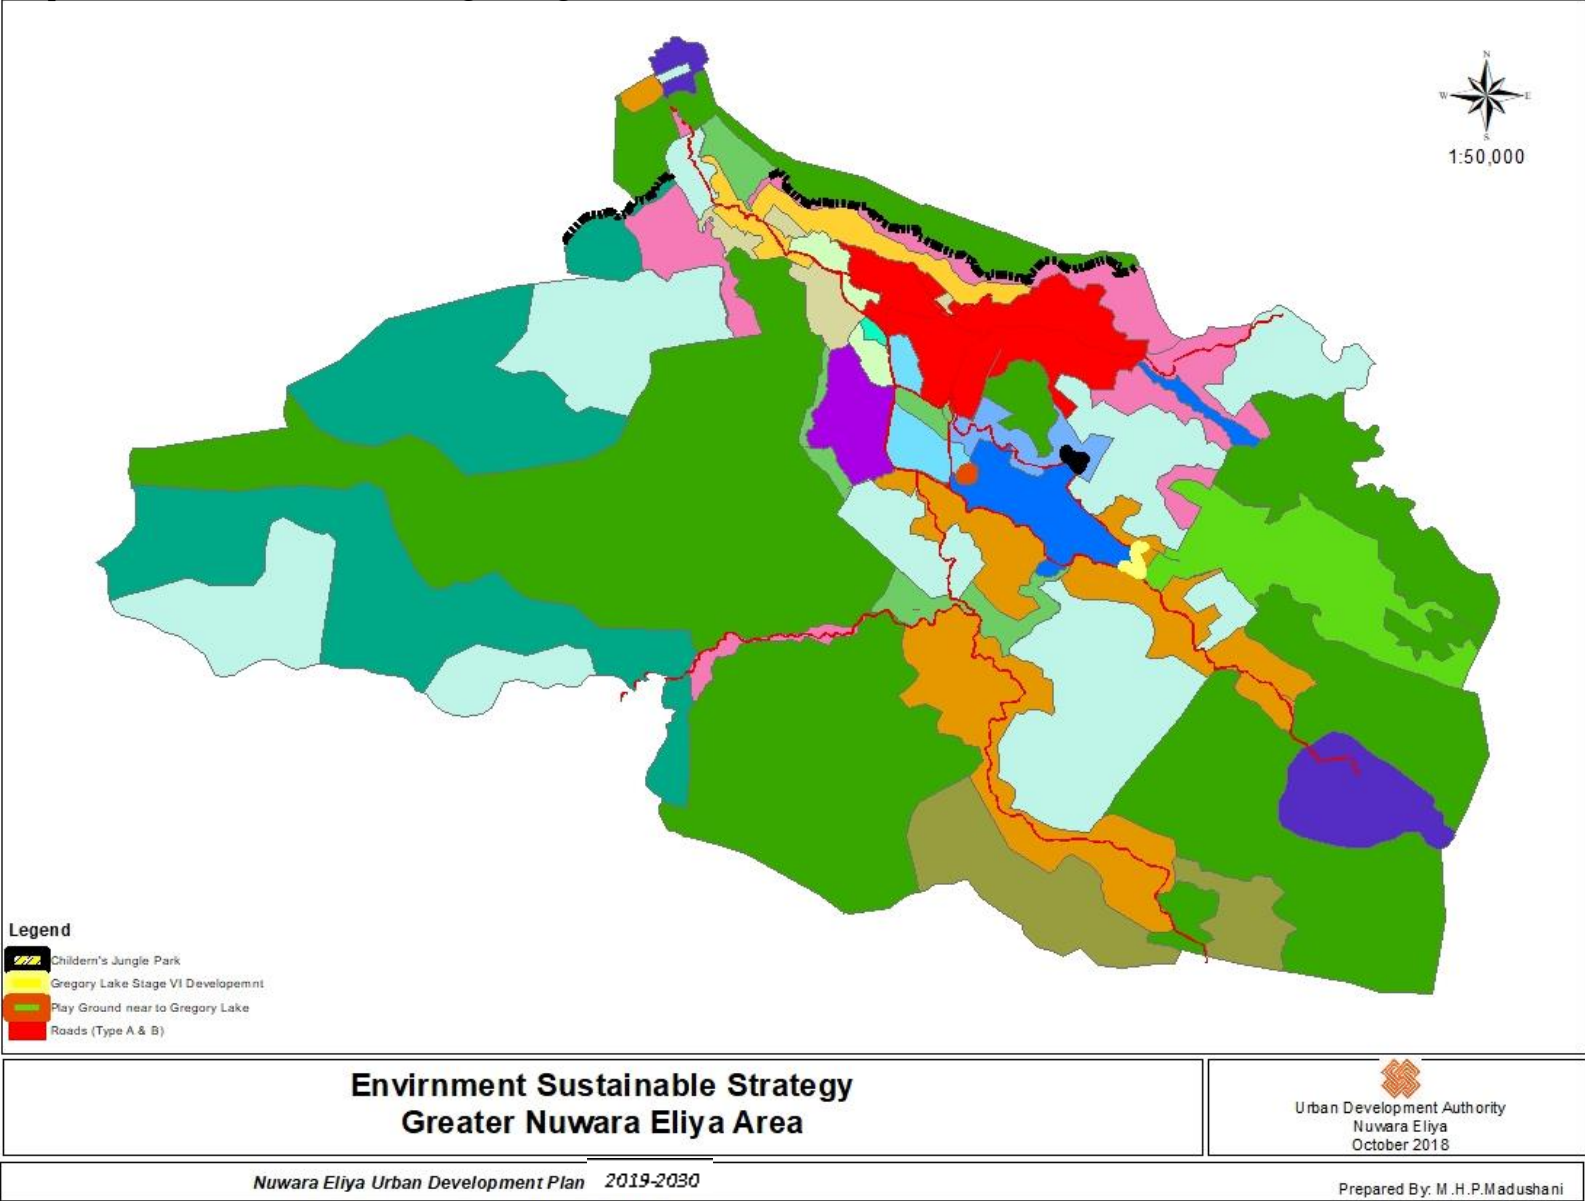 N
W E
S
1:50,000
Legend
Childern's Jungle Park
Gregory Lake Stage VI Developemnt
Play Ground near to Gregory Lake
Roads (Type A & B)
Envirnment Sustainable Strategy
Greater Nuwara Eliya Area
Urban Development Authority
Nuwara Eliya
October 2018
Nuwara Eliya Urban Development Plan 2019-2030
Prepared By: M.H.P.Madushani